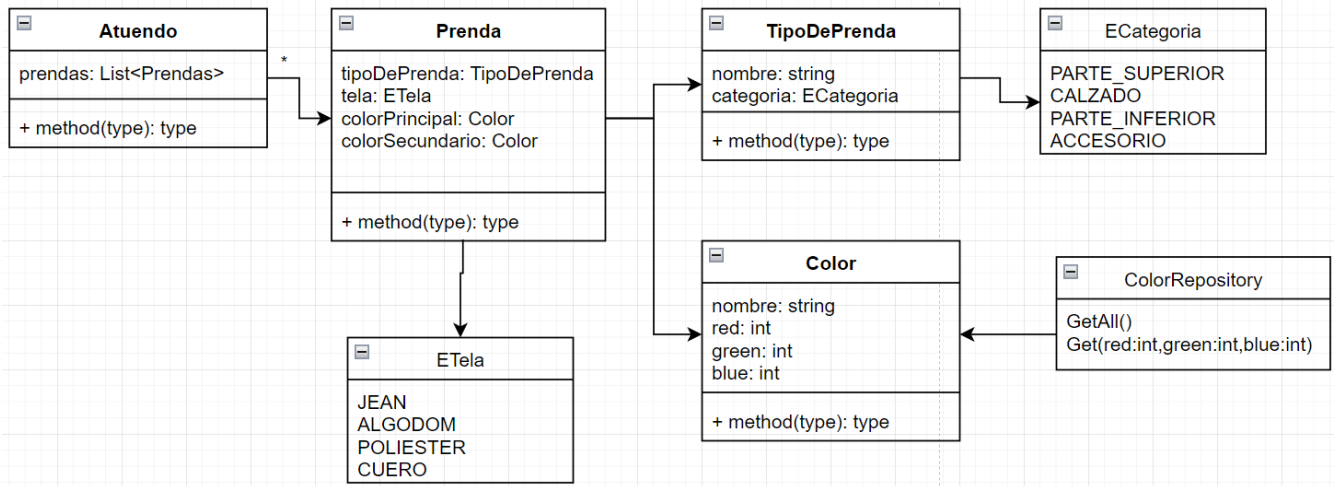 Atuendo
prendas: List<Prendas>
+ method(type): type
*
Prenda
tipoDePrenda: TipoDePrenda
tela: ETela
colorPrincipal: Color
colorSecundario: Color
+ method(type): type
TipoDePrenda
nombre: string
categoria: ECategoria
+ method(type): type
ECategoria
PARTE_SUPERIOR
CALZADO
PARTE_INFERIOR
ACCESORIO
ETela
JEAN
ALGODOM
POLIESTER
CUERO
Color
nombre: string
red: int
green: int
blue: int
+ method(type): type
ColorRepository
GetAll()
Get(red:int,green:int,blue:int)